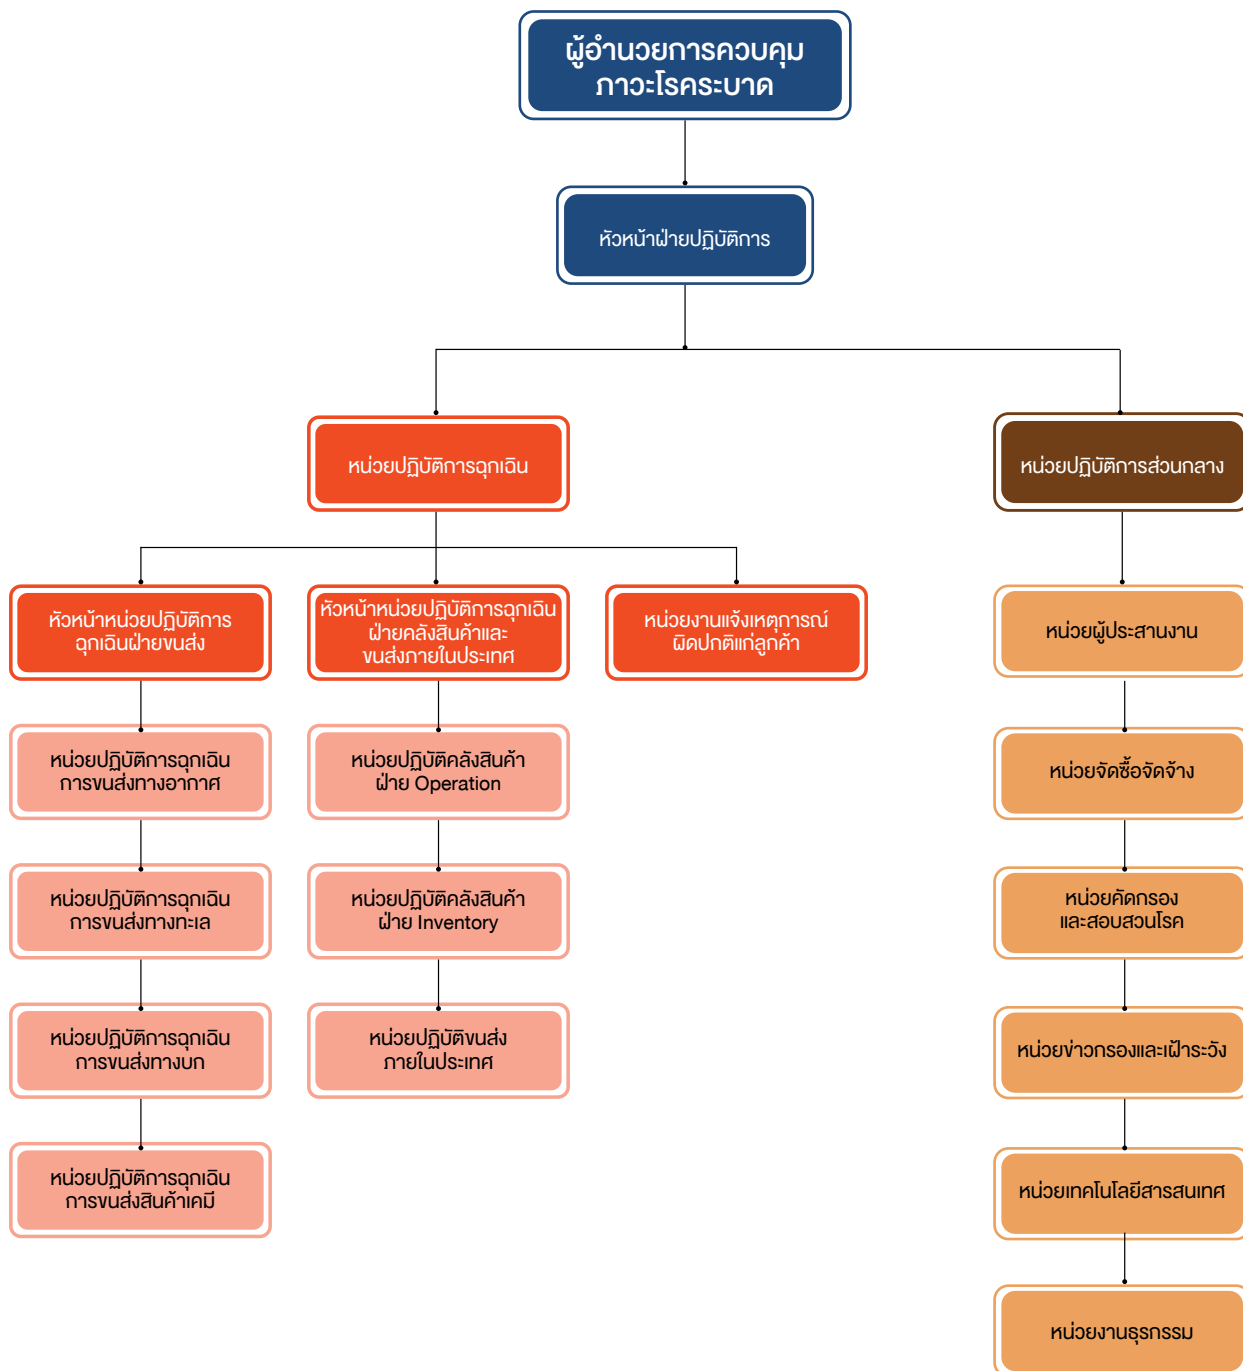 ผู้อำนวยการควบคุม
ภาวะโรคระบาด
หัวหน้าฝ่ายปฏิบัติการ
หน่วยปฏิบัติการฉุกเฉิน
หน่วยปฏิบัติการส่วนกลาง
หัวหน้าหน่วยปฏิบัติการ
ฉุกเฉินฝ่ายขนส่ง
หัวหน้าหน่วยปฏิบัติการฉุกเฉิน
ฝ่ายคลังสินค้าและ
ขนส่งภายในประเทศ
หน่วยงานแจ้งเหตุการณ์
ผิดปกติแก่ลูกค้า
หน่วยผู้ประสานงาน
หน่วยปฏิบัติการฉุกเฉิน
การขนส่งทางอากาศ
หน่วยปฏิบัติคลังสินค้า
ฝ่าย Operation
หน่วยจัดซื้อจัดจ้าง
หน่วยปฏิบัติการฉุกเฉิน
การขนส่งทางทะเล
หน่วยปฏิบัติคลังสินค้า
ฝ่าย Inventory
หน่วยคัดกรอง
และสอบสวนโรค
หน่วยปฏิบัติการฉุกเฉิน
การขนส่งทางบก
หน่วยปฏิบัติขนส่ง
ภายในประเทศ
หน่วยข่าวกรองและเฝ้าระวัง
หน่วยปฏิบัติการฉุกเฉิน
การขนส่งสินค้าเคมี
หน่วยเทคโนโลยีสารสนเทศ
หน่วยงานธุรกรรม